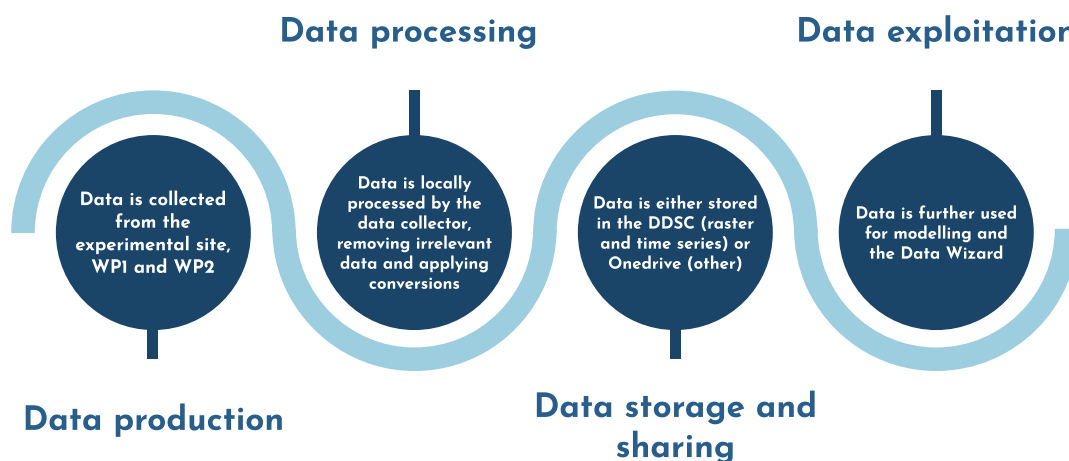 Data processing
Data exploitation
Data is collected
from the
experimental site,
WP1 and WP2
Data is locally
processed by the
data collector,
removing irrelevant
data and applying
conversions
Data is either stored
in the DDSC (raster
and time series) or
Onedrive (other)
Data is further used
for modelling and
the Data Wizard
Data production
Data storage and
sharing